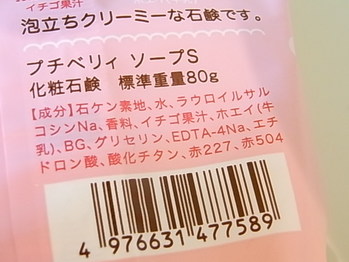 イチゴ果汁
泡立ちクリーミーな石鹸です。
プチベリィ ソープS
化粧石鹸 標準重量80g
【成分】石ケン素地、水、ラウロイルサル
コシンNa、香料、イチゴ果汁、ホエイ(牛
乳)、BG、グリセリン、EDTA-4Na、エチ
ドロン酸、酸化チタン、赤227、赤504
4 976631 477589